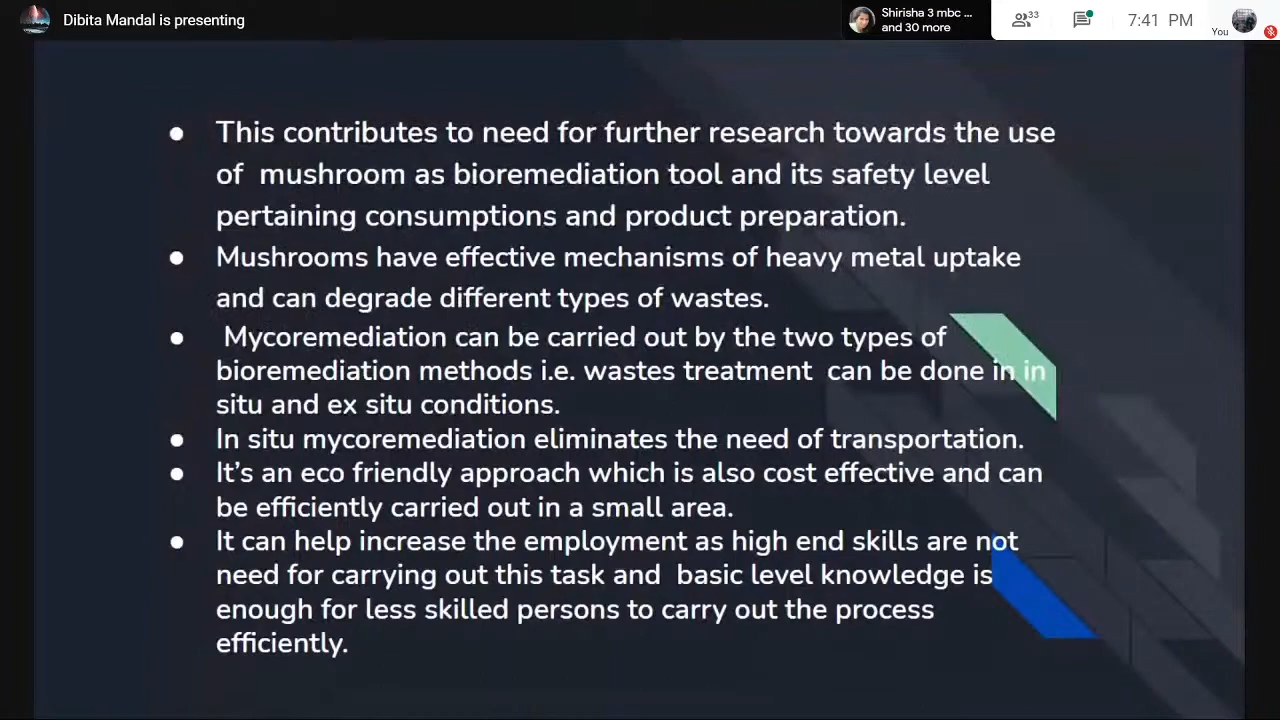 Dibita Mandal is presenting
Shirisha 3 mbc ...
and 30 more
33
7:41 PM
You
● This contributes to need for further research towards the use
of mushroom as bioremediation tool and its safety level
pertaining consumptions and product preparation.
● Mushrooms have effective mechanisms of heavy metal uptake
and can degrade different types of wastes.
● Mycoremediation can be carried out by the two types of
bioremediation methods i.e. wastes treatment can be done in in
situ and ex situ conditions.
● In situ mycoremediation eliminates the need of transportation.
● It's an eco friendly approach which is also cost effective and can
be efficiently carried out in a small area.
● It can help increase the employment as high end skills are not
need for carrying out this task and basic level knowledge is
enough for less skilled persons to carry out the process
efficiently.